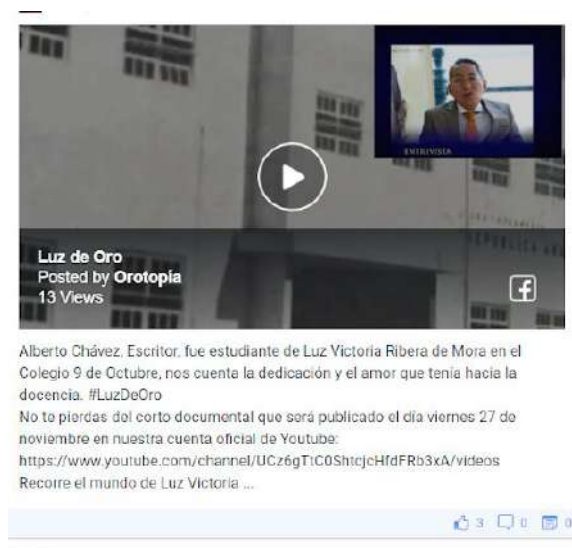 ENTREVISTA
Luz de Oro
Posted by Orotopía
13 Views
Alberto Chávez, Escritor, fue estudiante de Luz Victoria Ribera de Mora en el
Colegio 9 de Octubre, nos cuenta la dedicación y el amor que tenía hacia la
docencia. #LuzDeOro
No te pierdas del corto documental que será publicado el día viernes 27 de
noviembre en nuestra cuenta oficial de Youtube:
https://www.youtube.com/channel/UCz6gTtC0ShtcjcHfdFRb3xA/videos
Recorre el mundo de Luz Victoria ...
3 0 0